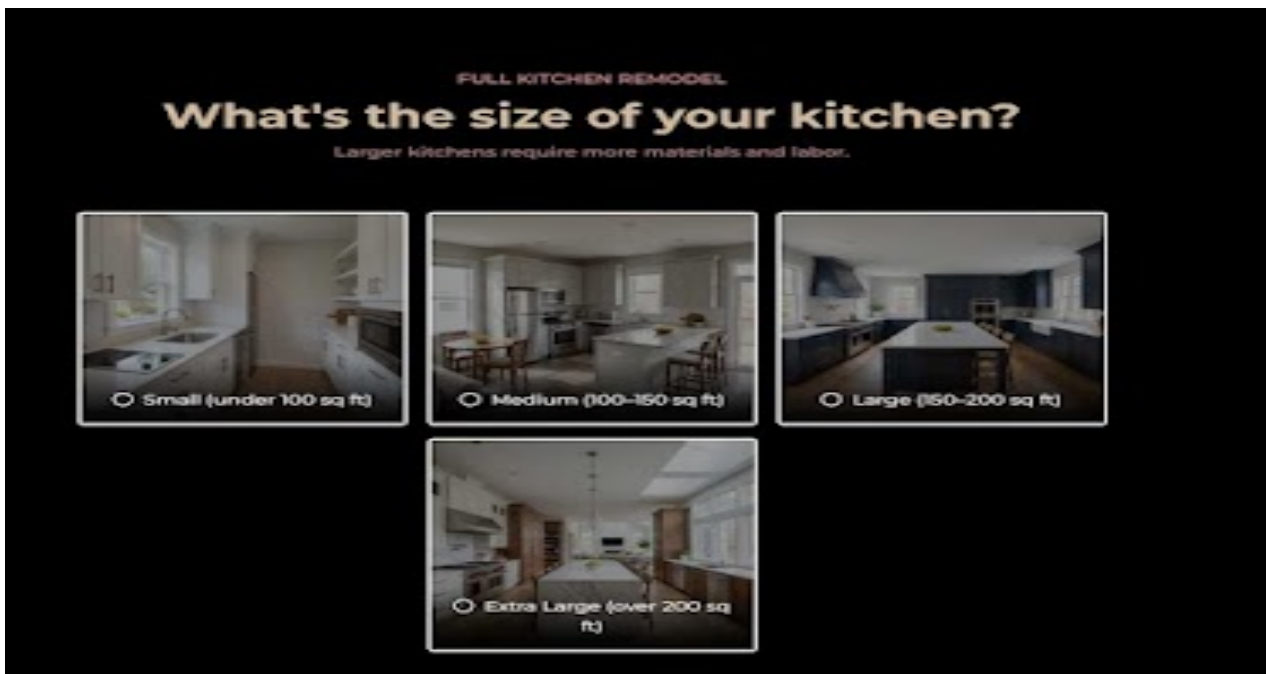 FULL KITCHEN REMODEL
What's the size of your kitchen?
Larger kitchens require more materials and labor.
Small (under 100 sq ft)
Medium (100–150 sq ft)
Large (150–200 sq ft)
Extra Large (over 200 sq
ft)